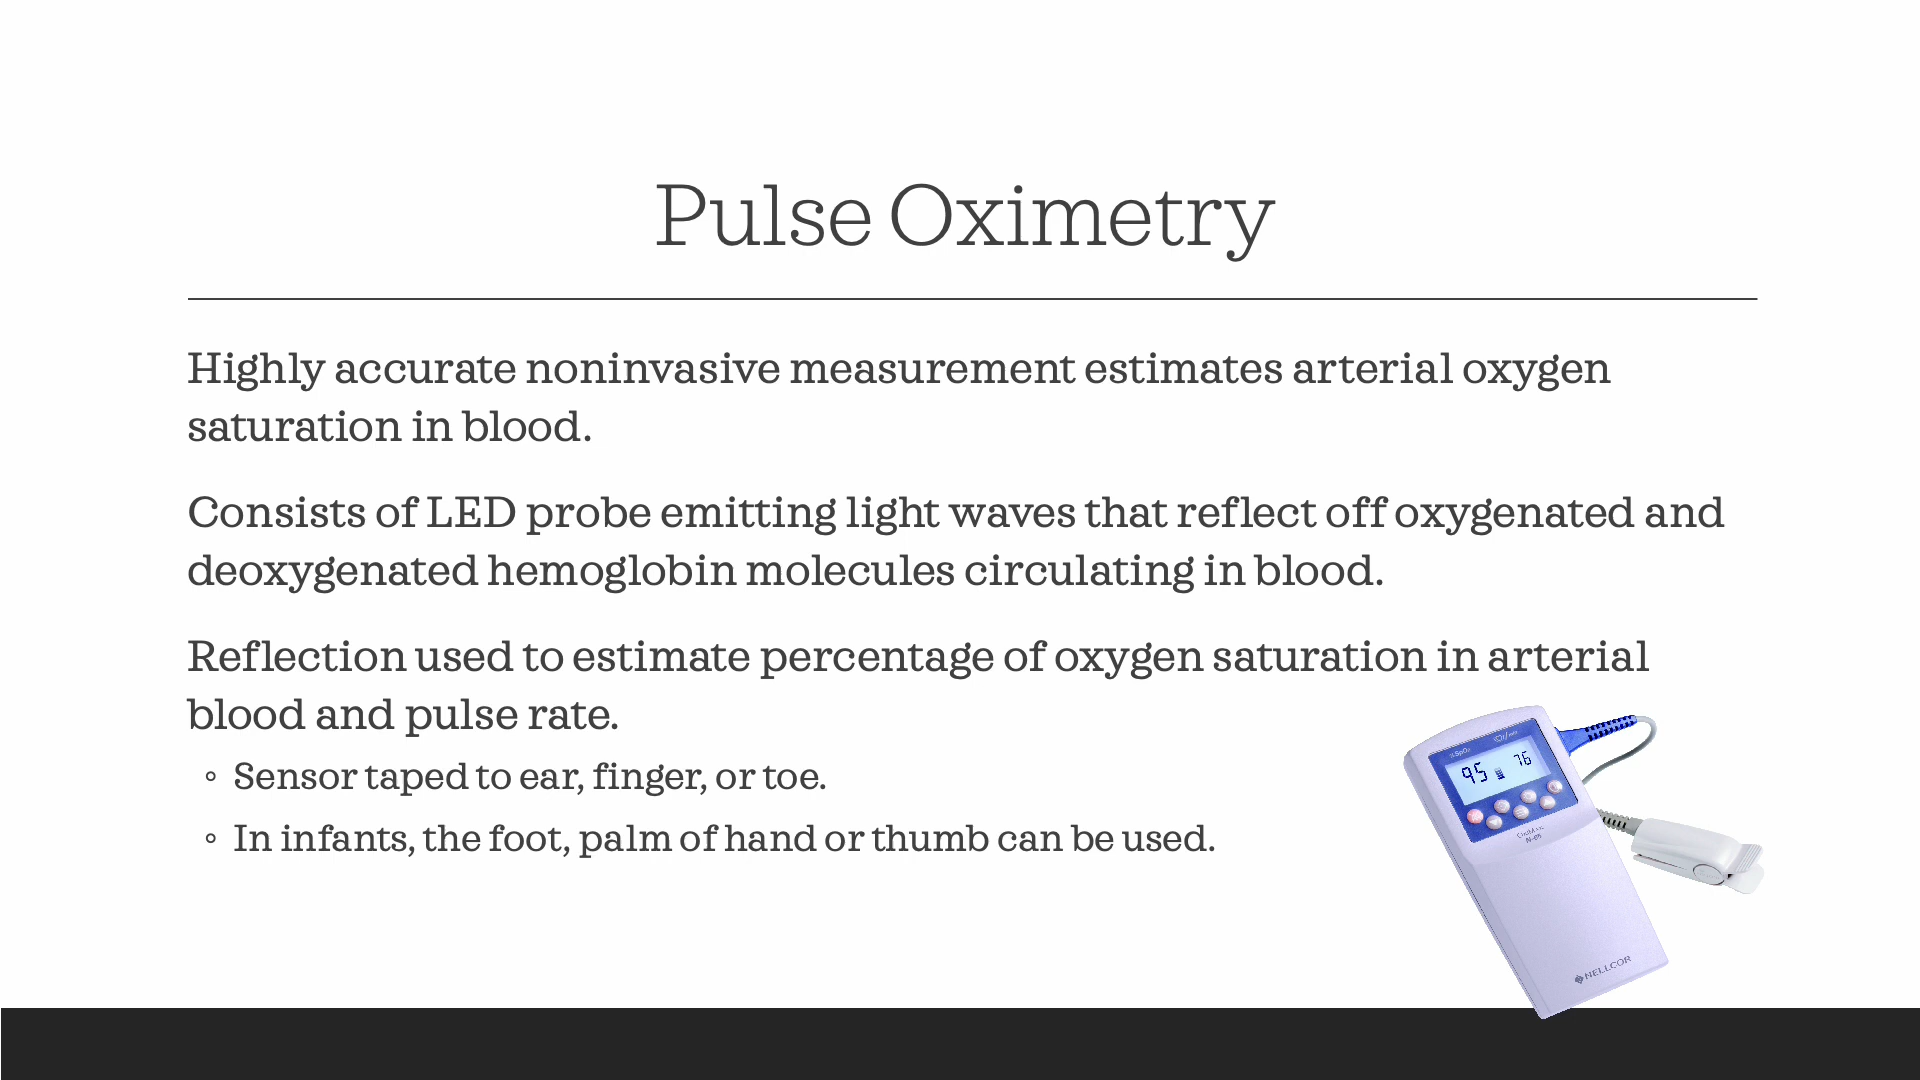 Pulse Oximetry
Highly accurate noninvasive measurement estimates arterial oxygen
saturation in blood.
Consists of LED probe emitting light waves that reflect off oxygenated and
deoxygenated hemoglobin molecules circulating in blood.
Reflection used to estimate percentage of oxygen saturation in arterial
blood and pulse rate.
◦ Sensor taped to ear, finger, or toe.
◦ In infants, the foot, palm of hand or thumb can be used.
%SpO₂
95 76
NELLCOR